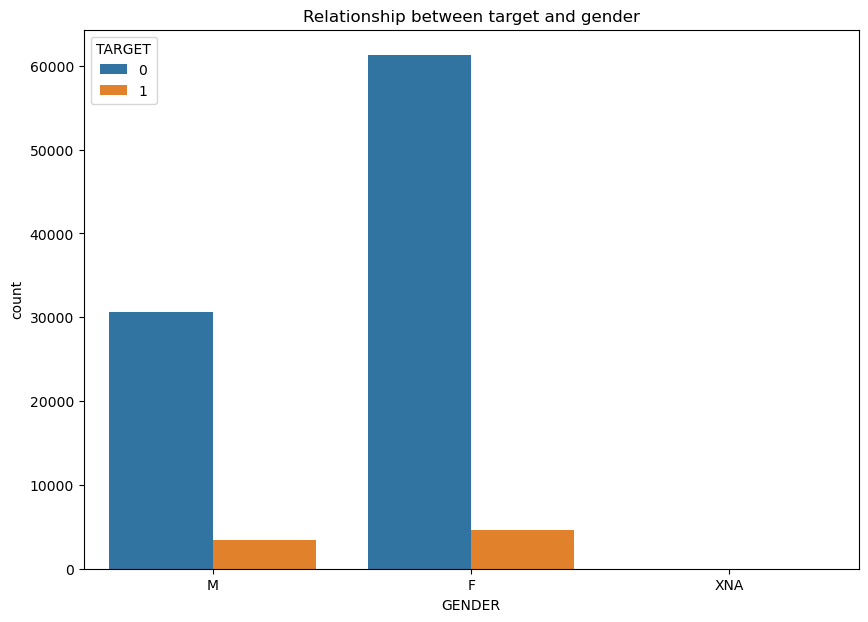 Relationship between target and gender
TARGET
0
1
count
60000
50000
40000
30000
20000
10000
0
M F XNA
GENDER